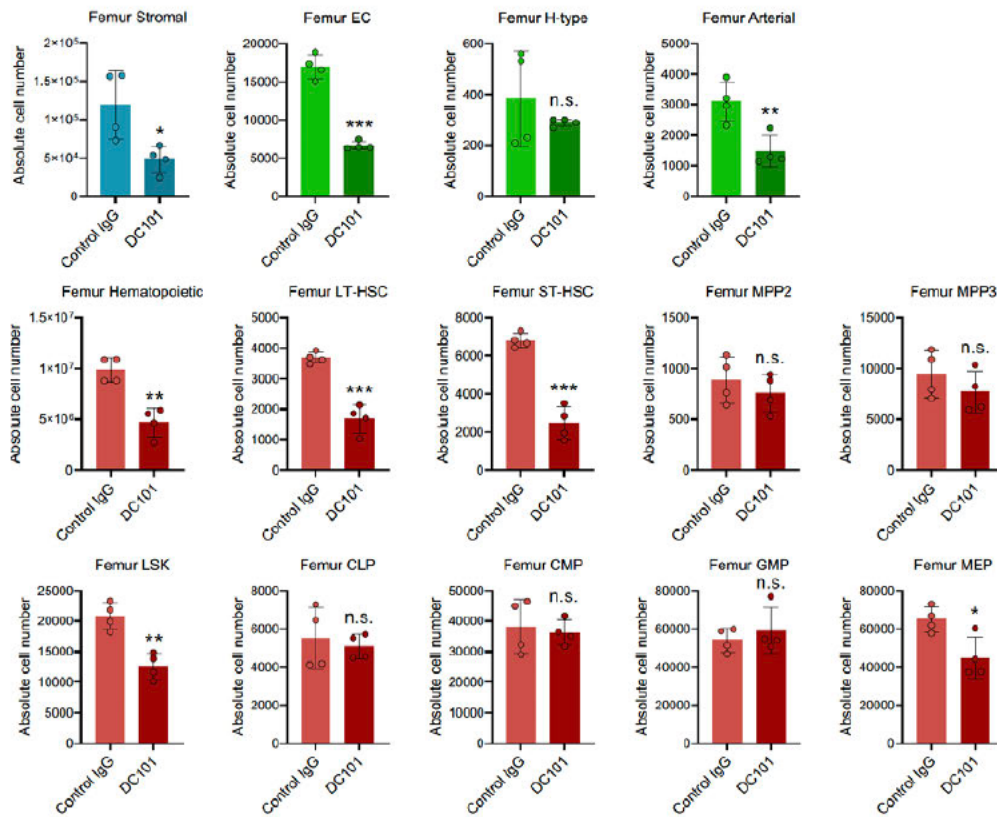 Femur Stromal
Absolute cell number
2×10⁵
1.5×10⁵
1×10⁵
5×10⁴
0
*
Control IgG
DC101
Femur EC
Absolute cell number
20000
15000
10000
5000
0
***
Control IgG
DC101
Femur H-type
Absolute cell number
600
400
200
0
n.s.
Control IgG
DC101
Femur Arterial
Absolute cell number
5000
4000
3000
2000
1000
0
**
Control IgG
DC101
Femur Hematopoietic
Absolute cell number
1.5×10⁷
1×10⁷
5×10⁶
0
**
Control IgG
DC101
Femur LT-HSC
Absolute cell number
5000
4000
3000
2000
1000
0
***
Control IgG
DC101
Femur ST-HSC
Absolute cell number
8000
6000
4000
2000
0
***
Control IgG
DC101
Femur MPP2
Absolute cell number
1500
1000
500
0
n.s.
Control IgG
DC101
Femur MPP3
Absolute cell number
15000
10000
5000
0
n.s.
Control IgG
DC101
Femur LSK
Absolute cell number
25000
20000
15000
10000
5000
0
**
Control IgG
DC101
Femur CLP
Absolute cell number
8000
6000
4000
2000
0
n.s.
Control IgG
DC101
Femur CMP
Absolute cell number
50000
40000
30000
20000
10000
0
n.s.
Control IgG
DC101
Femur GMP
Absolute cell number
80000
60000
40000
20000
0
n.s.
Control IgG
DC101
Femur MEP
Absolute cell number
80000
60000
40000
20000
0
*
Control IgG
DC101